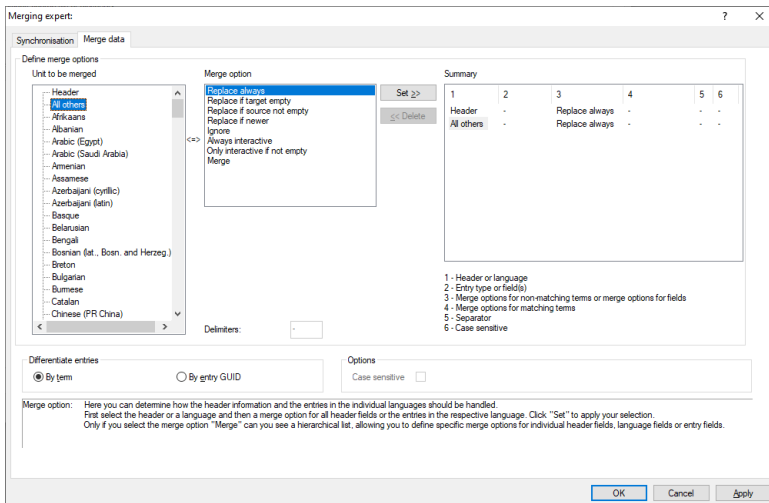 Merging expert:
? X
Synchronisation Merge data
Define merge options
Unit to be merged
Header
All others
Afrikaans
Albanian
Arabic (Egypt)
Arabic (Saudi Arabia)
Armenian
Assamese
Azerbaijani (cyrillic)
Azerbaijani (latin)
Basque
Belarusian
Bengali
Bosnian (lat., Bosn. and Herzeg.)
Breton
Bulgarian
Burmese
Catalan
Chinese (PR China)
<=>
Merge option
Replace always
Replace if target empty
Replace if source not empty
Replace if newer
Ignore
Always interactive
Only interactive if not empty
Merge
Delimiters: -
Set >>
<< Delete
Summary
1 2 3 4 5 6
Header - Replace always - - -
All others - Replace always - - -
1 - Header or language
2 - Entry type or field(s)
3 - Merge options for non-matching terms or merge options for fields
4 - Merge options for matching terms
5 - Separator
6 - Case sensitive
Differentiate entries
By term By entry GUID
Options
Case sensitive
Merge option: Here you can determine how the header information and the entries in the individual languages should be handled.
First select the header or a language and then a merge option for all header fields or the entries in the respective language. Click "Set" to apply your selection.
Only if you select the merge option "Merge" can you see a hierarchical list, allowing you to define specific merge options for individual header fields, language fields or entry fields.
OK Cancel Apply